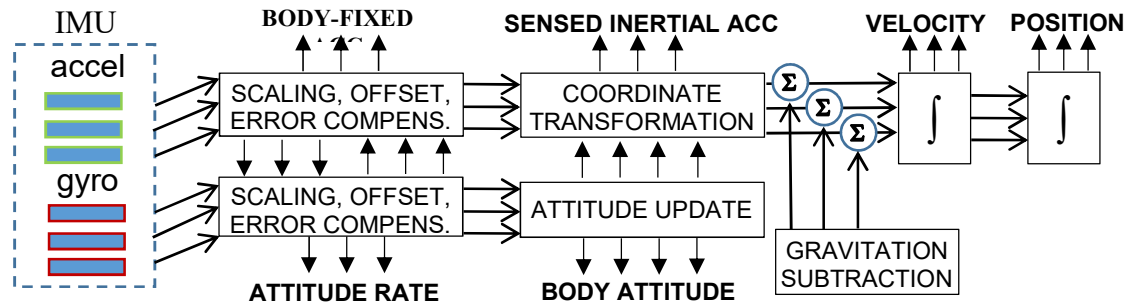 IMU
BODY-FIXED
SENSED INERTIAL ACC
VELOCITY
POSITION
accel
SCALING, OFFSET,
ERROR COMPENS.
COORDINATE
TRANSFORMATION
Σ
Σ
Σ
∫
∫
gyro
SCALING, OFFSET,
ERROR COMPENS.
ATTITUDE UPDATE
GRAVITATION
SUBTRACTION
ATTITUDE RATE
BODY ATTITUDE